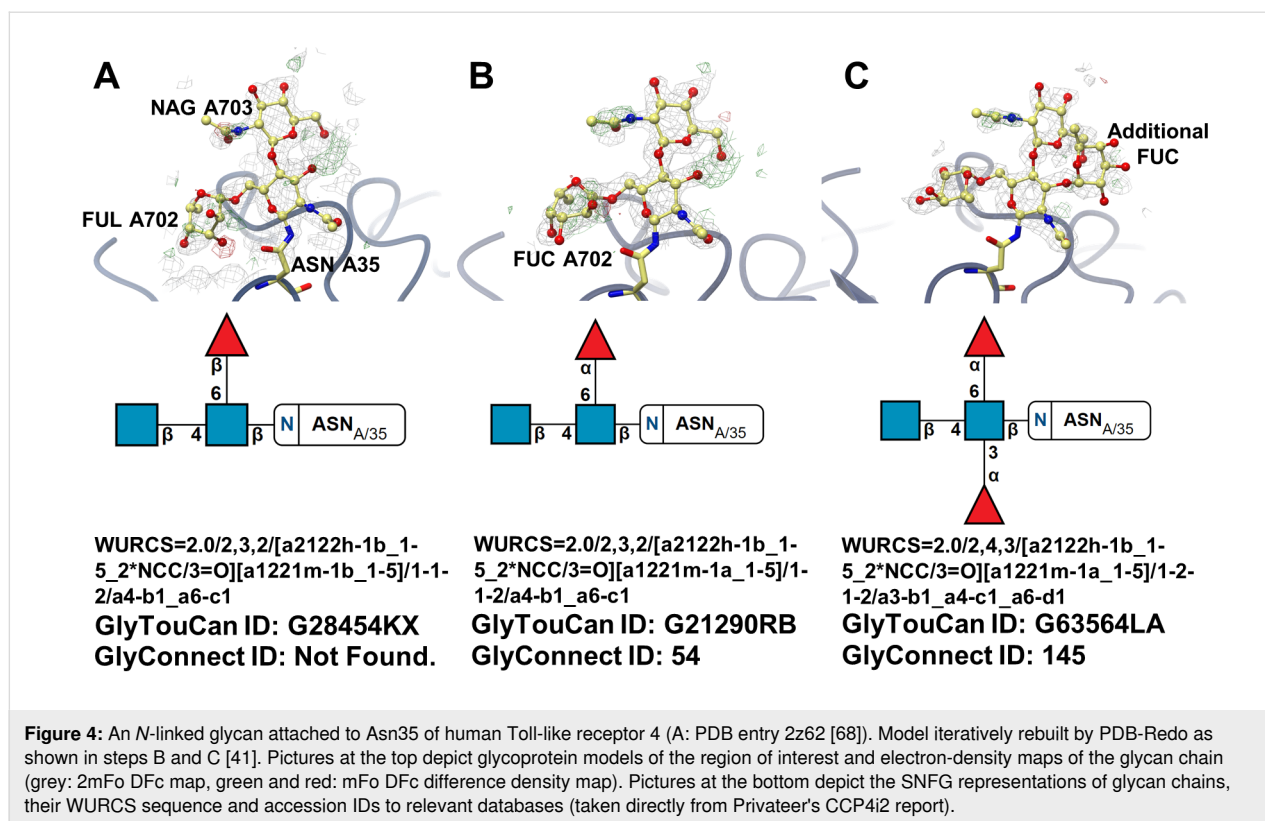 A
B
C
NAG A703
FUL A702
ASN A35
FUC A702
Additional
FUC
β
6
β 4 β N ASN A/35
α
6
β 4 β N ASN A/35
α
6
β 4 β N ASN A/35
3
α
WURCS=2.0/2,3,2/[a2122h-1b_1-
5_2*NCC/3=O][a1221m-1b_1-5]/1-1-
2/a4-b1_a6-c1
GlyTouCan ID: G28454KX
GlyConnect ID: Not Found.
WURCS=2.0/2,3,2/[a2122h-1b_1-
5_2*NCC/3=O][a1221m-1a_1-5]/1-
1-2/a4-b1_a6-c1
GlyTouCan ID: G21290RB
GlyConnect ID: 54
WURCS=2.0/2,4,3/[a2122h-1b_1-
5_2*NCC/3=O][a1221m-1a_1-5]/1-2-
1-2/a3-b1_a4-c1_a6-d1
GlyTouCan ID: G63564LA
GlyConnect ID: 145
Figure 4: An N-linked glycan attached to Asn35 of human Toll-like receptor 4 (A: PDB entry 2z62 [68]). Model iteratively rebuilt by PDB-Redo as
shown in steps B and C [41]. Pictures at the top depict glycoprotein models of the region of interest and electron-density maps of the glycan chain
(grey: 2mFo DFc map, green and red: mFo DFc difference density map). Pictures at the bottom depict the SNFG representations of glycan chains,
their WURCS sequence and accession IDs to relevant databases (taken directly from Privateer's CCP4i2 report).